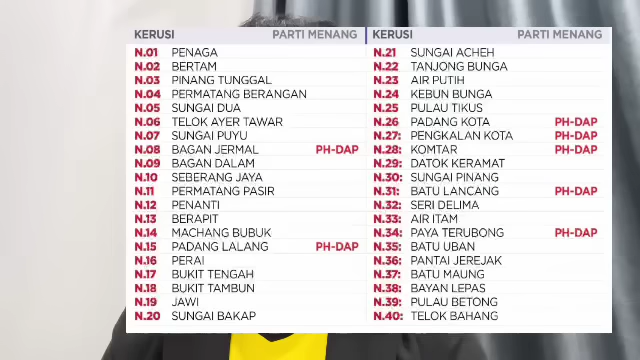 KERUSI PARTI MENANG
N.01 PENAGA
N.02 BERTAM
N.03 PINANG TUNGGAL
N.04 PERMATANG BERANGAN
N.05 SUNGAI DUA
N.06 TELOK AYER TAWAR
N.07 SUNGAI PUYU
N.08 BAGAN JERMAL PH-DAP
N.09 BAGAN DALAM
N.10 SEBERANG JAYA
N.11 PERMATANG PASIR
N.12 PENANTI
N.13 BERAPIT
N.14 MACHANG BUBUK
N.15 PADANG LALANG PH-DAP
N.16 PERAI
N.17 BUKIT TENGAH
N.18 BUKIT TAMBUN
N.19 JAWI
N.20 SUNGAI BAKAP
KERUSI PARTI MENANG
N.21 SUNGAI ACHEH
N.22 TANJONG BUNGA
N.23 AIR PUTIH
N.24 KEBUN BUNGA
N.25 PULAU TIKUS
N.26 PADANG KOTA PH-DAP
N.27: PENGKALAN KOTA PH-DAP
N.28: KOMTAR PH-DAP
N.29: DATOK KERAMAT
N.30: SUNGAI PINANG
N.31: BATU LANCANG PH-DAP
N.32: SERI DELIMA
N.33: AIR ITAM
N.34: PAYA TERUBONG PH-DAP
N.35: BATU UBAN
N.36: PANTAI JEREJAK
N.37: BATU MAUNG
N.38: BAYAN LEPAS
N.39: PULAU BETONG
N.40: TELOK BAHANG